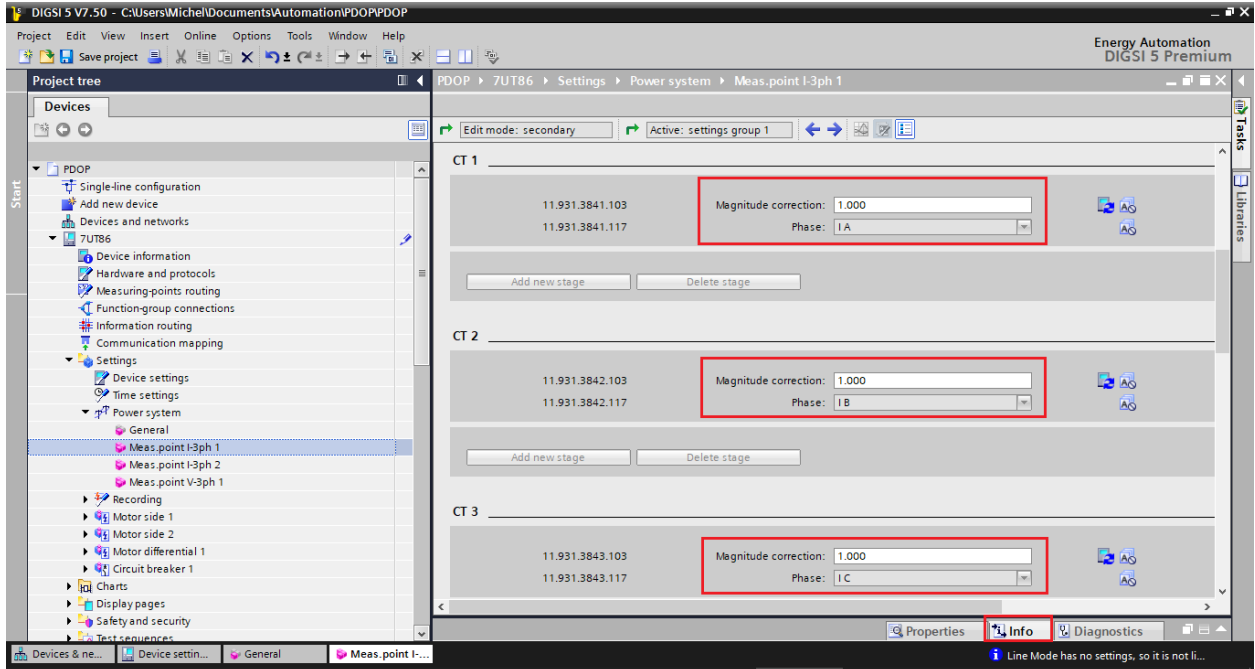 DIGSI 5 V7.50 - C:\Users\Michel\Documents\Automation\PDOP\PDOP
Project Edit View Insert Online Options Tools Window Help
Save project
Energy Automation
DIGSI 5 Premium
Project tree
PDOP 7UT86 Settings Power system Meas.point I-3ph 1
Devices
Edit mode: secondary
Active: settings group 1
Start
PDOP
Single-line configuration
Add new device
Devices and networks
7UT86
Device information
Hardware and protocols
Measuring-points routing
Function-group connections
Information routing
Communication mapping
Settings
Device settings
Time settings
Power system
General
Meas.point I-3ph 1
Meas.point I-3ph 2
Meas.point V-3ph 1
Recording
Motor side 1
Motor side 2
Motor differential 1
Circuit breaker 1
Charts
Display pages
Safety and security
Test sequences
CT 1
11.931.3841.103 Magnitude correction: 1.000
11.931.3841.117 Phase: I A
Add new stage Delete stage
CT 2
11.931.3842.103 Magnitude correction: 1.000
11.931.3842.117 Phase: I B
Add new stage Delete stage
CT 3
11.931.3843.103 Magnitude correction: 1.000
11.931.3843.117 Phase: I C
Tasks
Libraries
Properties Info Diagnostics
Devices & ne... Device settin... General Meas.point I-...
Line Mode has no settings, so it is not li...